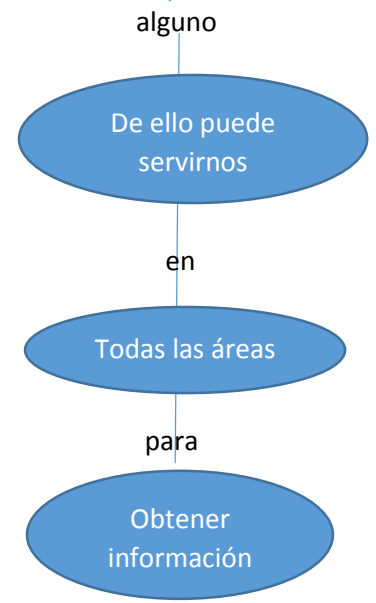 alguno
De ello puede
servirnos
en
Todas las áreas
para
Obtener
información